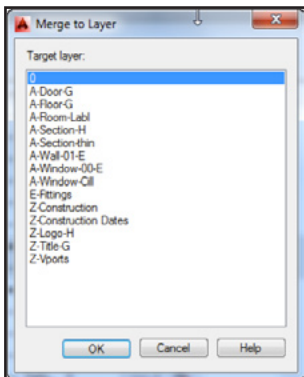 Merge to Layer
Target layer:
0
A-Door-G
A-Floor-G
A-Room-Labl
A-Section-H
A-Section-thin
A-Wall-01-E
A-Window-00-E
A-Window-Cill
E-Fittings
Z-Construction
Z-Construction Dates
Z-Logo-H
Z-Title-G
Z-Vports
OK Cancel Help